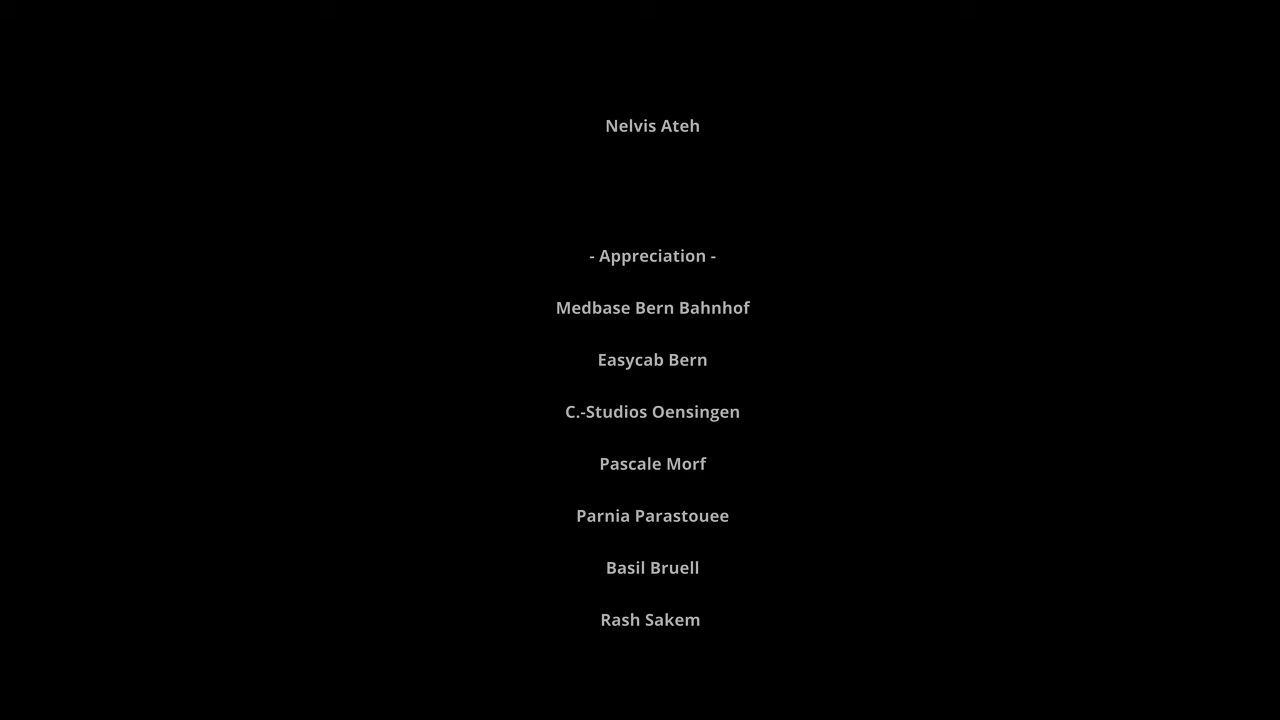 Nelvis Ateh
- Appreciation -
Medbase Bern Bahnhof
Easycab Bern
C.-Studios Oensingen
Pascale Morf
Parnia Parastouee
Basil Bruell
Rash Sakem